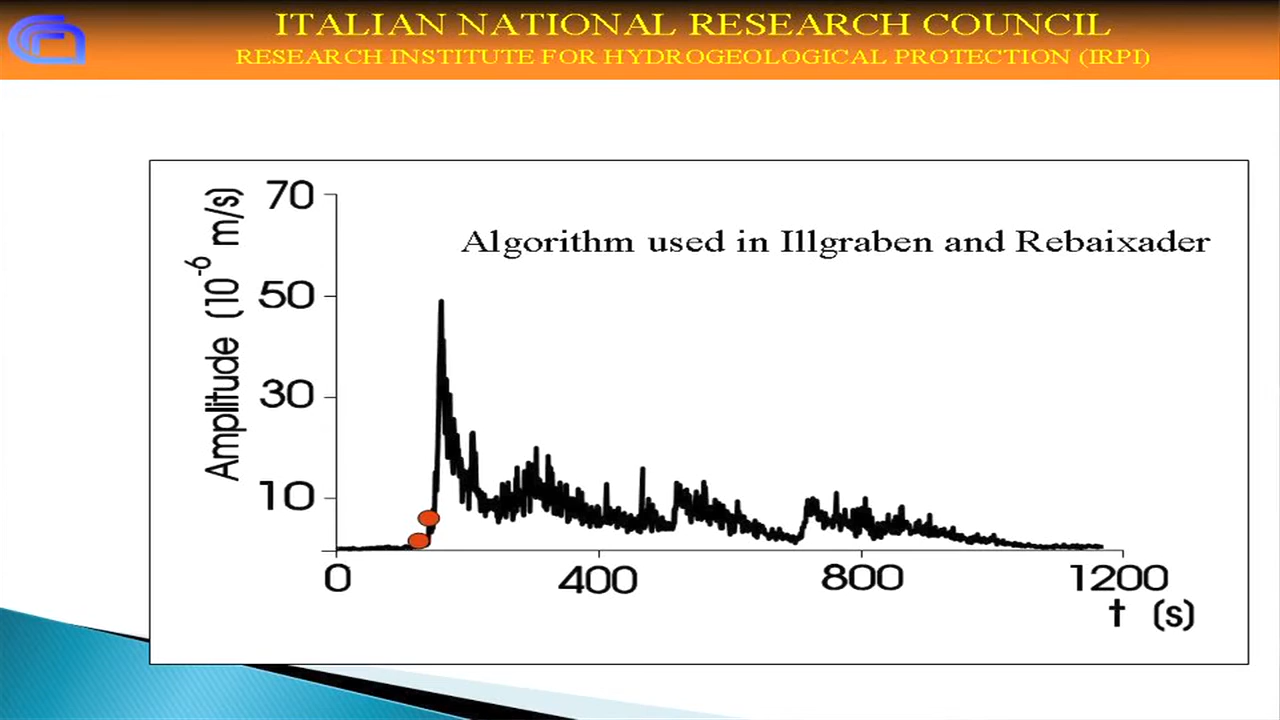 ITALIAN NATIONAL RESEARCH COUNCIL
RESEARCH INSTITUTE FOR HYDROGEOLOGICAL PROTECTION (IRPI)
Algorithm used in Illgraben and Rebaixader
Amplitude (10⁻⁶ m/s)
70
50
30
10
0 400 800 1200
t (s)